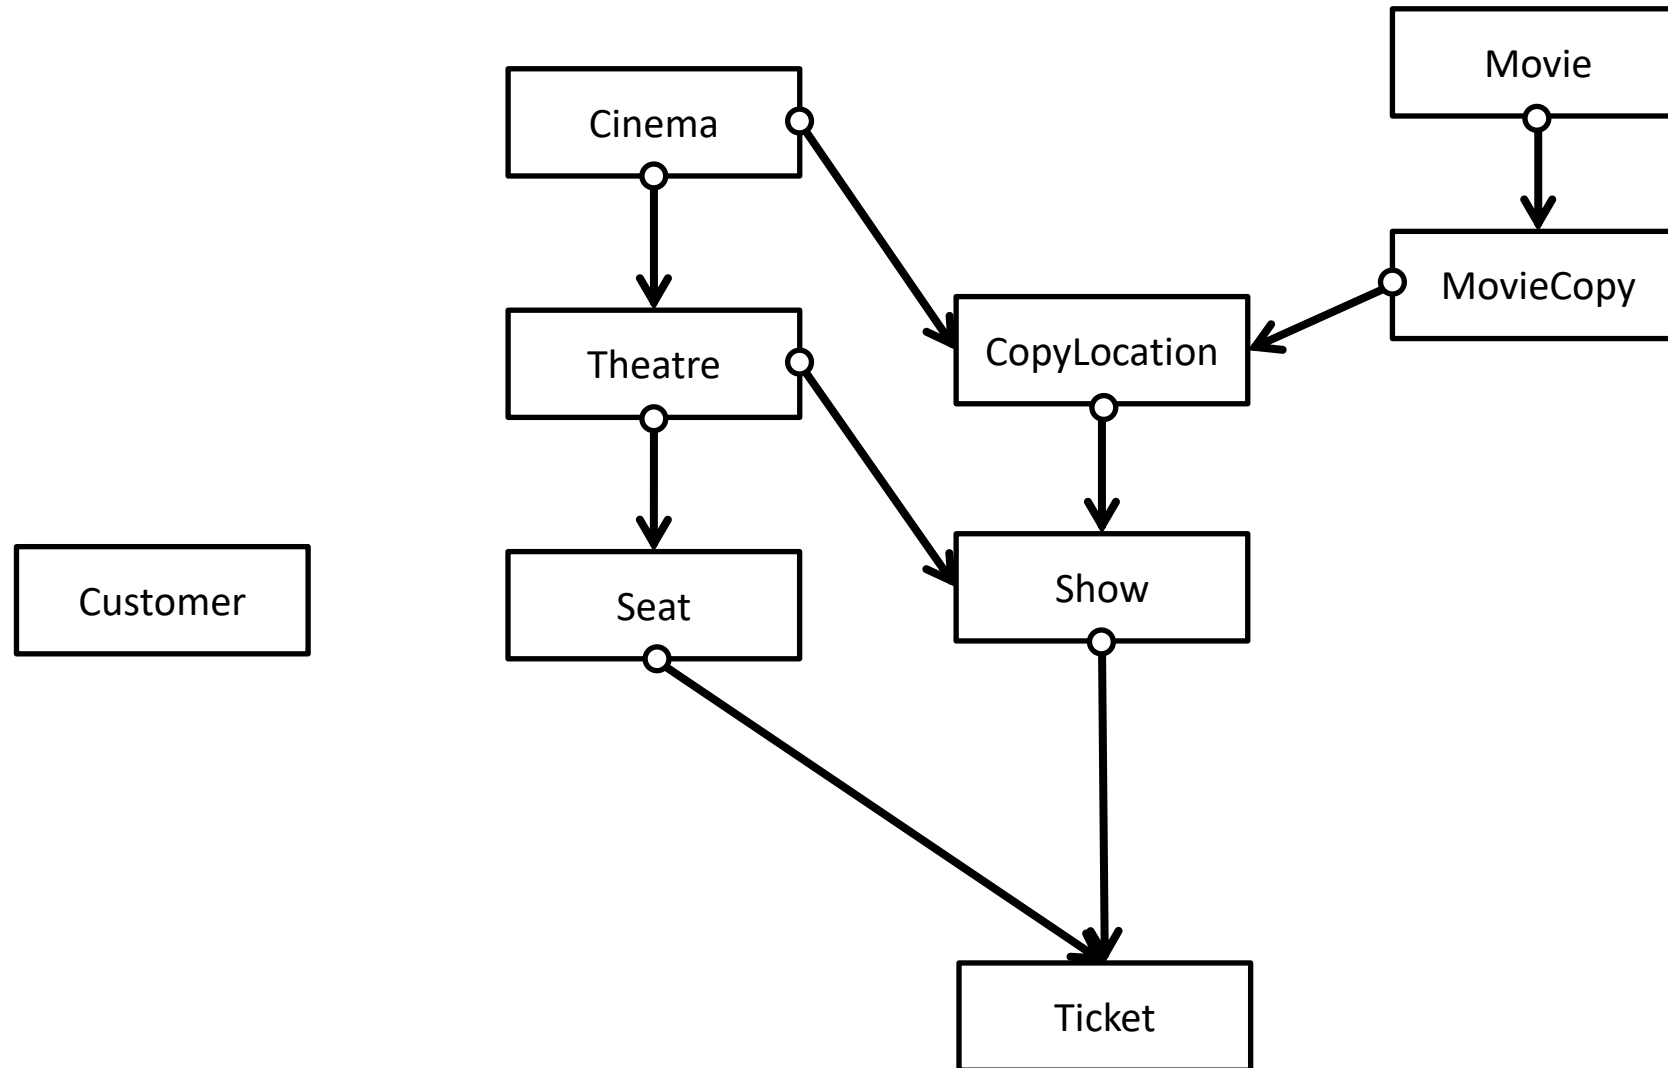 Movie
Cinema
MovieCopy
CopyLocation
Theatre
Show
Customer
Seat
Ticket